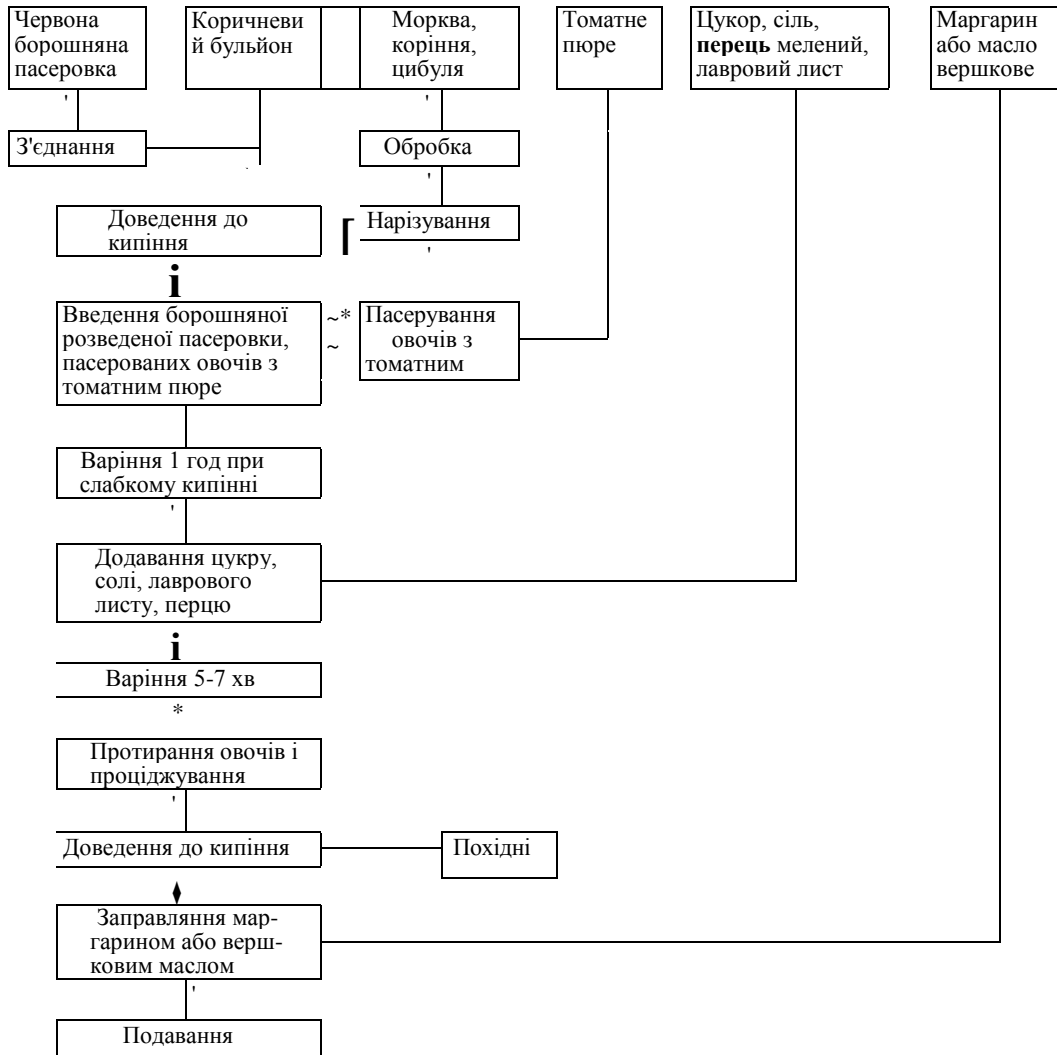 Червона
борошняна
пасеровка
Коричневи
й бульйон
Морква,
коріння,
цибуля
Томатне
пюре
Цукор, сіль,
перець мелений,
лавровий лист
Маргарин
або масло
вершкове
З'єднання
Обробка
Доведення до
кипіння
Нарізування
Введення борошняної
розведеної пасеровки,
пасерованих овочів з
томатним пюре
Пасерування
овочів з
томатним
Варіння 1 год при
слабкому кипінні
Додавання цукру,
солі, лаврового
листу, перцю
Варіння 5-7 хв
Протирання овочів і
проціджування
Доведення до кипіння
Похідні
Заправляння мар-
гарином або верш-
ковим маслом
Подавання